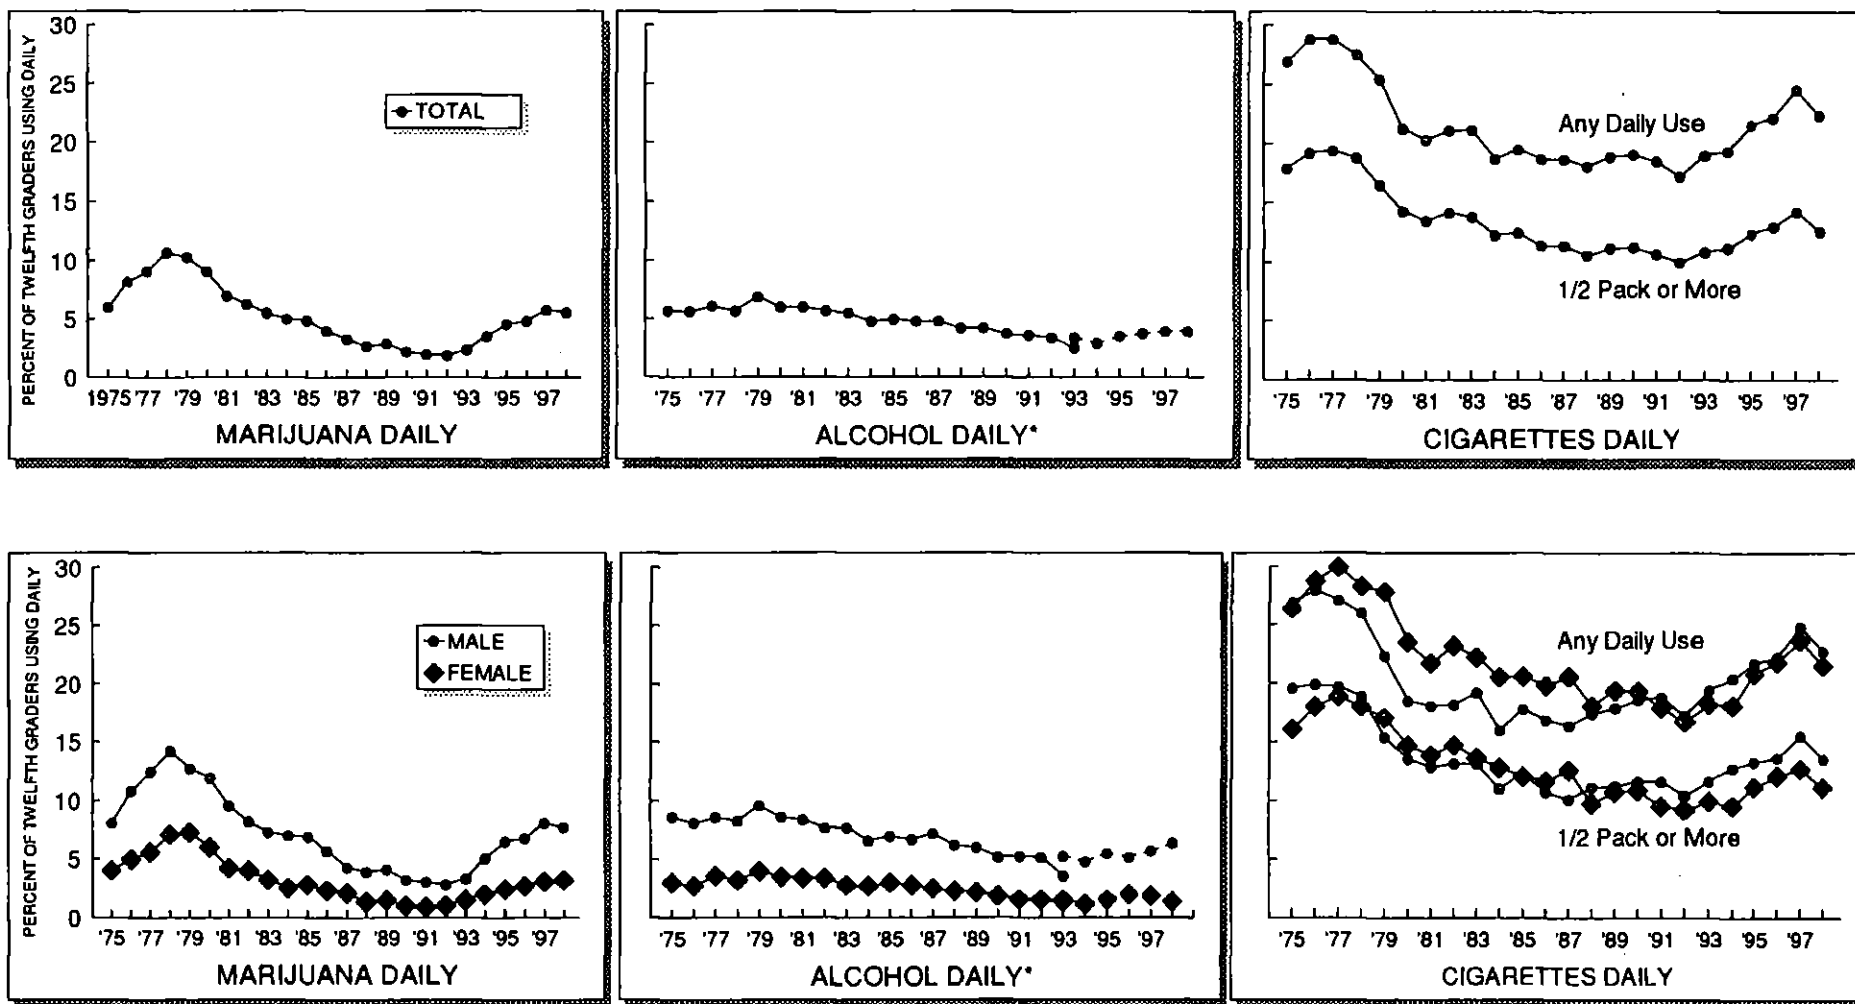 PERCENT OF TWELFTH GRADERS USING DAILY
30
25
20
15
10
5
0
TOTAL
1975 '77 '79 '81 '83 '85 '87 '89 '91 '93 '95 '97
MARIJUANA DAILY
'75 '77 '79 '81 '83 '85 '87 '89 '91 '93 '95 '97
ALCOHOL DAILY*
Any Daily Use
1/2 Pack or More
'75 '77 '79 '81 '83 '85 '87 '89 '91 '93 '95 '97
CIGARETTES DAILY
PERCENT OF TWELFTH GRADERS USING DAILY
30
25
20
15
10
5
0
MALE
FEMALE
'75 '77 '79 '81 '83 '85 '87 '89 '91 '93 '95 '97
MARIJUANA DAILY
'75 '77 '79 '81 '83 '85 '87 '89 '91 '93 '95 '97
ALCOHOL DAILY*
Any Daily Use
1/2 Pack or More
'75 '77 '79 '81 '83 '85 '87 '89 '91 '93 '95 '97
CIGARETTES DAILY